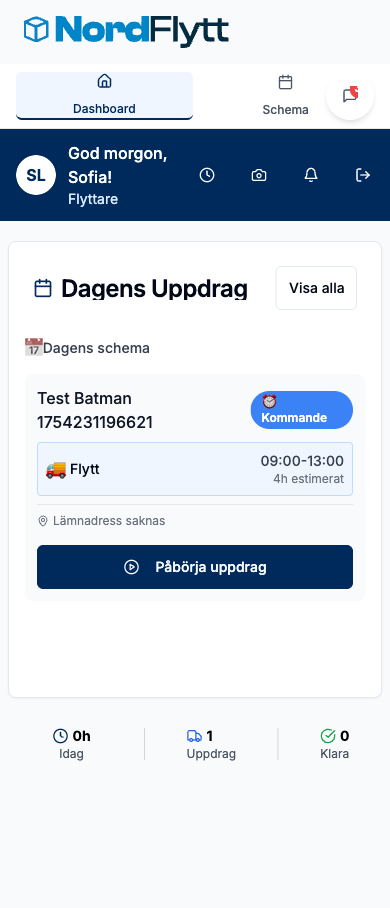 NordFlytt
Dashboard
Schema
SL
God morgon,
Sofia!
Flyttare
Dagens Uppdrag
Visa alla
17
Dagens schema
Test Batman
1754231196621
Kommande
Flytt
09:00-13:00
4h estimerat
Lämnadress saknas
Påbörja uppdrag
0h
Idag
1
Uppdrag
0
Klara